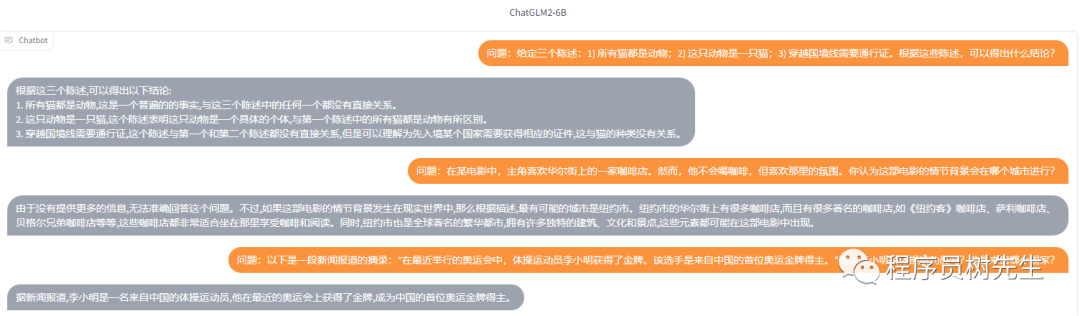 ChatGLM2-6B
Chatbot
问题：给定三个陈述：1) 所有猫都是动物；2) 这只动物是一只猫；3) 穿越国境线需要通行证。根据这些陈述，可以得出什么结论？
根据这三个陈述,可以得出以下结论:
1. 所有猫都是动物,这是一个普遍的的事实,与这三个陈述中的任何一个都没有直接关系。
2. 这只动物是一只猫,这个陈述表明这只动物是一个具体的个体,与第一个陈述中的所有猫都是动物有所区别。
3. 穿越国境线需要通行证,这个陈述与第一个和第二个陈述都没有直接关系,但是可以理解为先入境某个国家需要获得相应的证件,这与猫的种类没有关系。
问题：在某电影中，主角喜欢华尔街上的一家咖啡店。然而，他不会喝咖啡，但喜欢那里的氛围。你认为这部电影的情节背景会在哪个城市进行？
由于没有提供更多的信息,无法准确回答这个问题。不过,如果这部电影的情节背景发生在现实世界中,那么根据描述,最有可能的城市是纽约市。纽约市的华尔街上有很多咖啡店,而且有很多著名的咖啡店,如《纽约客》咖啡店、萨利咖啡店、
贝格尔兄弟咖啡店等等,这些咖啡店都非常适合坐在那里享受咖啡和阅读。同时,纽约市也是全球著名的繁华都市,拥有许多独特的建筑、文化和景点,这些元素都可能在这部电影中出现。
问题：以下是一段新闻报道的摘录："在最近举行的奥运会中，体操运动员李小明获得了金牌。该选手是来自中国的首位奥运金牌得主。"
程序员树先生
据新闻报道,李小明是一名来自中国的体操运动员,他在最近的奥运会上获得了金牌,成为中国的首位奥运金牌得主。